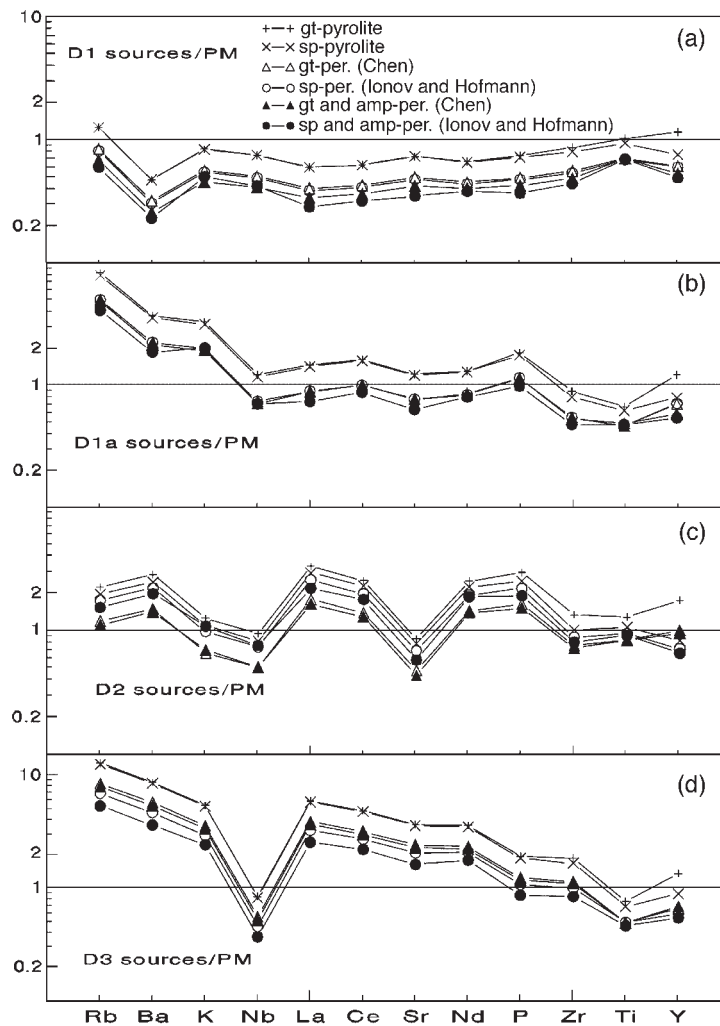 10
D1 sources/PM
+ gt-pyrolite
× sp-pyrolite
gt-per. (Chen)
sp-per. (Ionov and Hofmann)
gt and amp-per. (Chen)
sp and amp-per. (Ionov and Hofmann)
(a)
2
1
0.2
(b)
2
1
D1a sources/PM
0.2
(c)
2
1
D2 sources/PM
0.2
(d)
10
2
1
D3 sources/PM
0.2
Rb Ba K Nb La Ce Sr Nd P Zr Ti Y